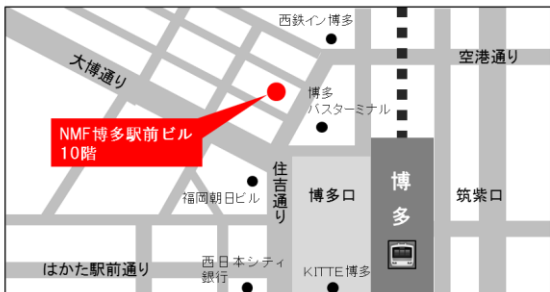 西鉄イン博多
空港通り
大博通り
博多
バスターミナル
NMF博多駅前ビル
10階
住吉通り
博多口
博多
筑紫口
福岡朝日ビル
はかた駅前通り
西日本シティ
銀行
KITTE博多